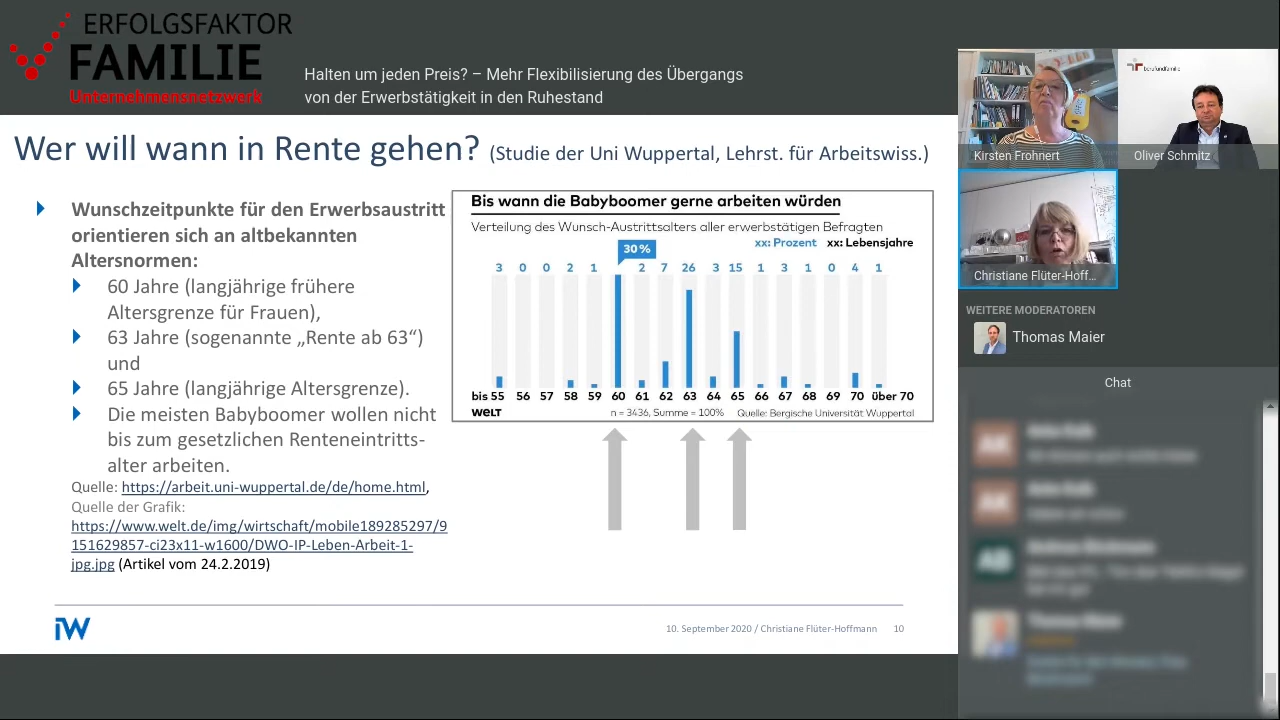 ERFOLGSFAKTOR
FAMILIE
Unternehmensnetzwerk
Halten um jeden Preis? – Mehr Flexibilisierung des Übergangs
von der Erwerbstätigkeit in den Ruhestand
Wer will wann in Rente gehen? (Studie der Uni Wuppertal, Lehrst. für Arbeitswiss.)
Wunschzeitpunkte für den Erwerbsaustritt
orientieren sich an altbekannten
Altersnormen:
60 Jahre (langjährige frühere
Altersgrenze für Frauen),
63 Jahre (sogenannte „Rente ab 63“)
und
65 Jahre (langjährige Altersgrenze).
Die meisten Babyboomer wollen nicht
bis zum gesetzlichen Renteneintritts-
alter arbeiten.
Quelle: https://arbeit.uni-wuppertal.de/de/home.html,
Quelle der Grafik:
https://www.welt.de/img/wirtschaft/mobile189285297/9
151629857-ci23x11-w1600/DWO-IP-Leben-Arbeit-1-
jpg.jpg (Artikel vom 24.2.2019)
Bis wann die Babyboomer gerne arbeiten würden
Verteilung des Wunsch-Austrittsalters aller erwerbstätigen Befragten
30 % xx: Prozent xx: Lebensjahre
3 0 0 2 1 2 7 26 3 15 1 3 1 0 4 1
bis 55 56 57 58 59 60 61 62 63 64 65 66 67 68 69 70 über 70
welt n = 3436, Summe = 100% Quelle: Bergische Universität Wuppertal
iW
10. September 2020 / Christiane Flüter-Hoffmann 10
berufundfamilie
Kirsten Frohnert
Oliver Schmitz
Christiane Flüter-Hoff...
WEITERE MODERATOREN
Thomas Maier
Chat